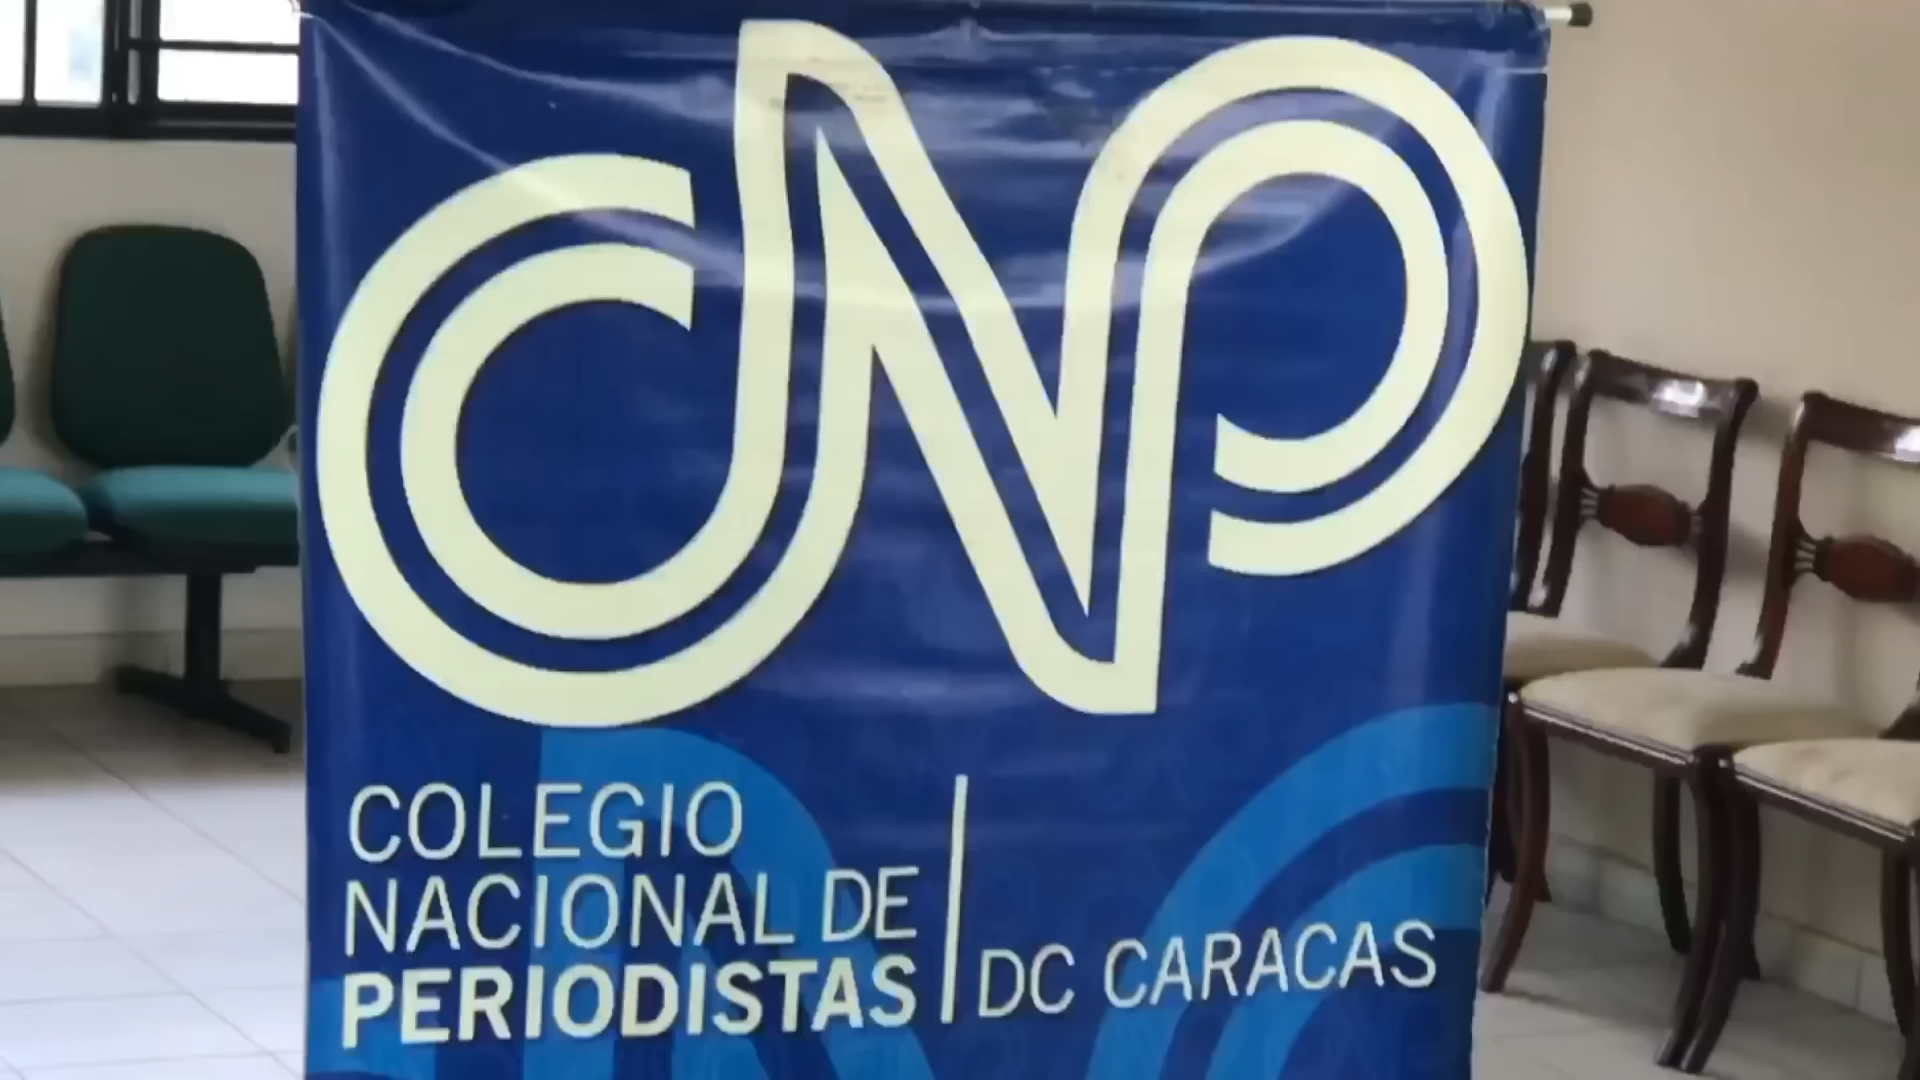 CNP
COLEGIO
NACIONAL DE
PERIODISTAS
DC CARACAS